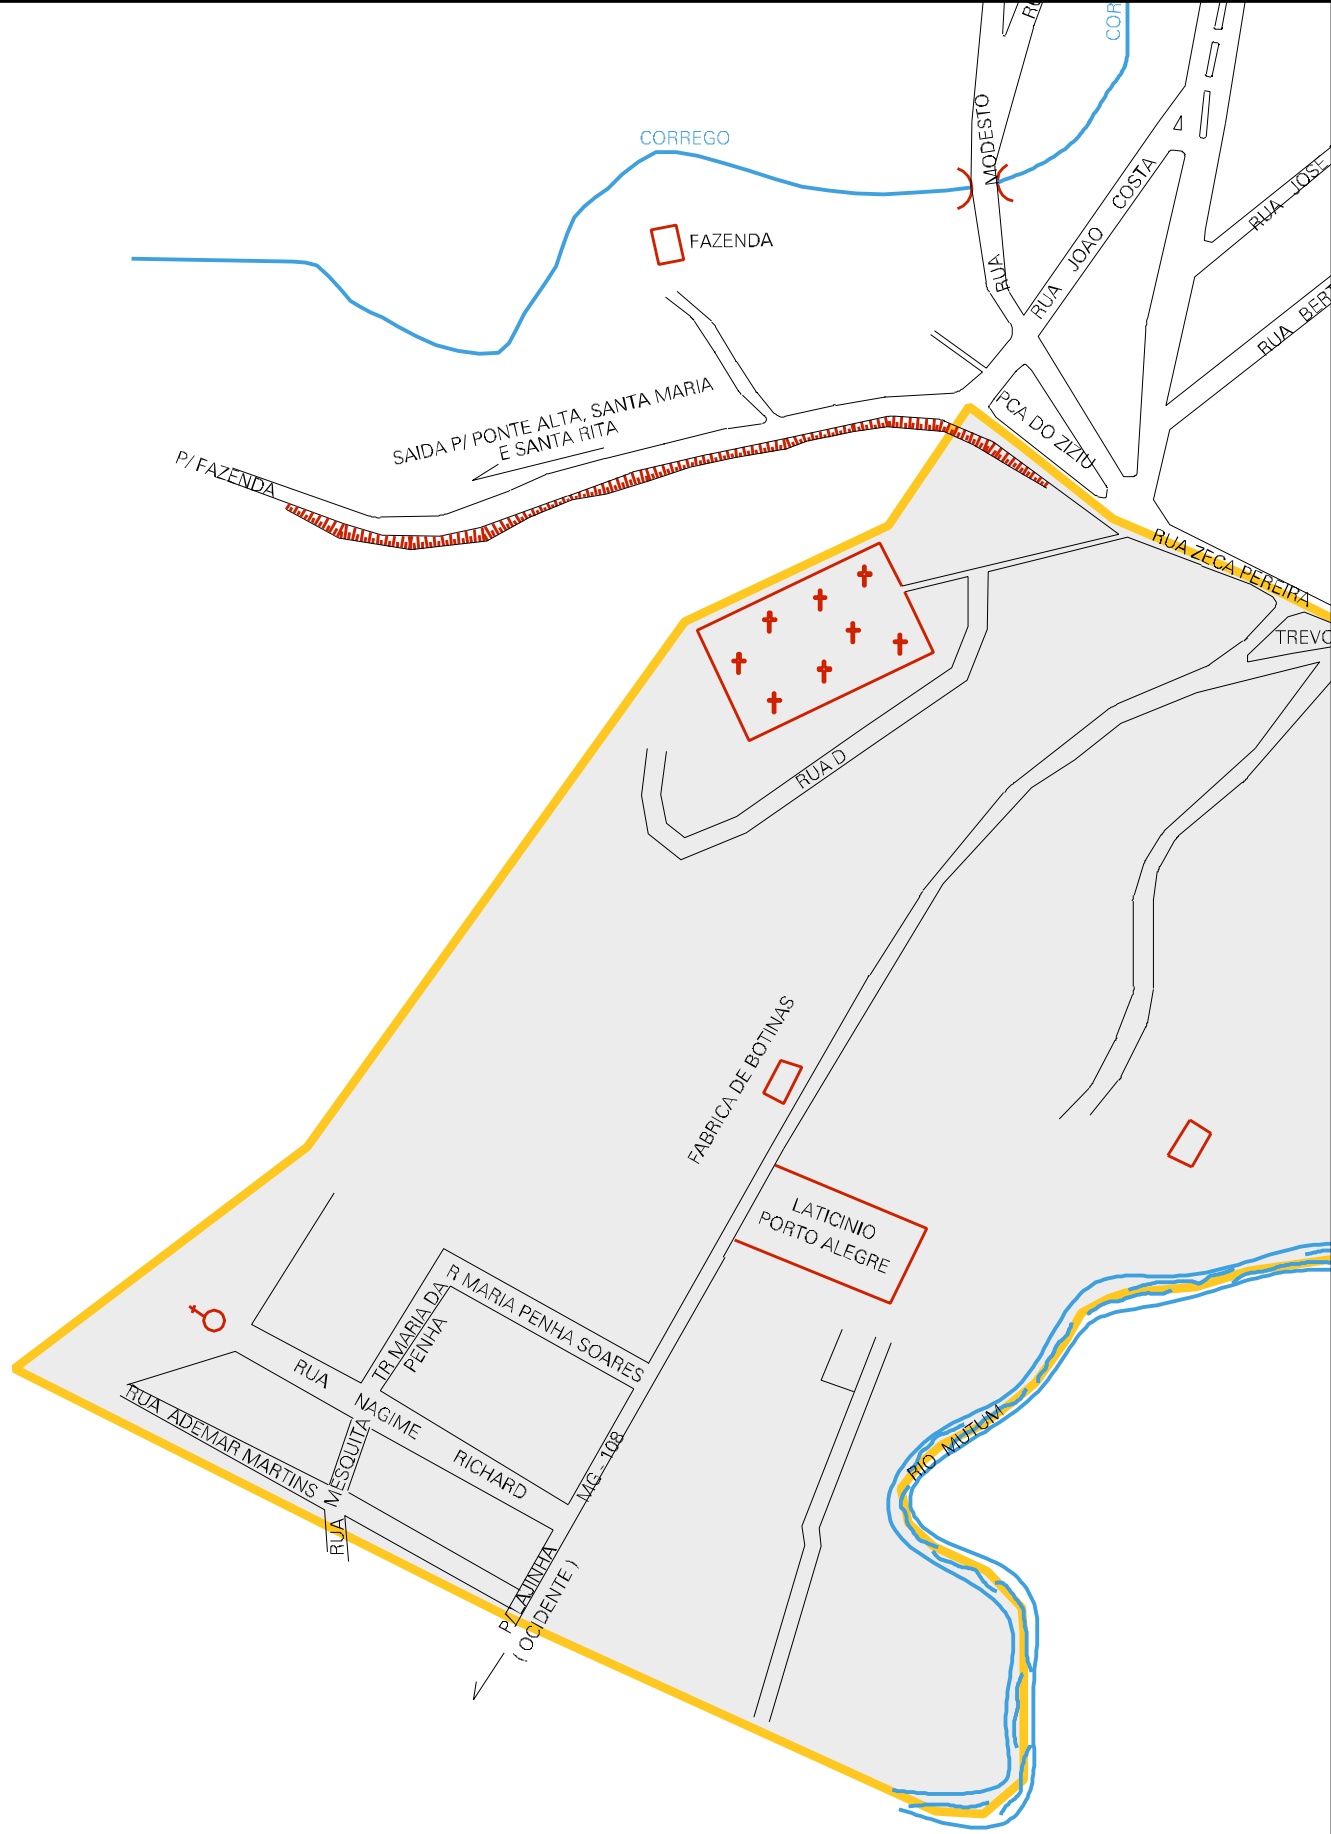 COR
MODESTO
CORREGO
RUA JOAO COSTA
RUA JOSE
FAZENDA
RUA
RUA BERT
SAIDA P/ PONTE ALTA, SANTA MARIA
E SANTA RITA
PCA DO ZIZIU
P/ FAZENDA
RUA ZECA PEREIRA
TREVO
RUA D
FABRICA DE BOTINAS
LATICINIO
PORTO ALEGRE
R MARIA PENHA SOARES
TR MARIA DA
PENHA
RUA NAGIME RICHARD
RUA ADEMAR MARTINS
RUA MESQUITA
MG - 108
RIO MUTUM
P/ LAJINHA
( OCIDENTE )